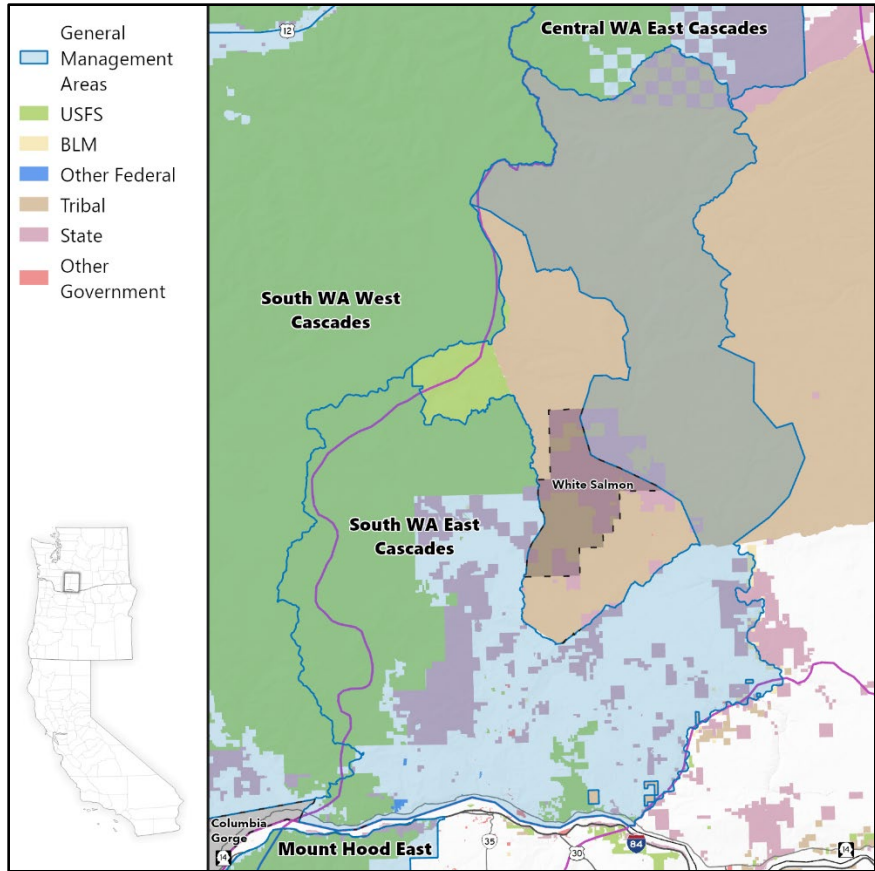 General
Management
Areas
USFS
BLM
Other Federal
Tribal
State
Other
Government
12
Central WA East Cascades
South WA West
Cascades
White Salmon
South WA East
Cascades
Columbia
Gorge
14
Mount Hood East
35
30
84
14